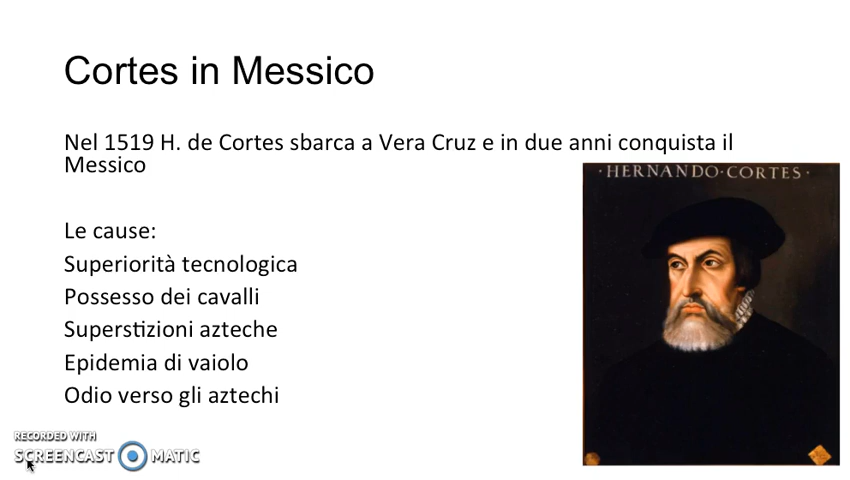 Cortes in Messico
Nel 1519 H. de Cortes sbarca a Vera Cruz e in due anni conquista il
Messico
·HERNANDO·CORTES·
Le cause:
Superiorità tecnologica
Possesso dei cavalli
Superstizioni azteche
Epidemia di vaiolo
Odio verso gli aztechi
RECORDED WITH
SCREENCAST MATIC